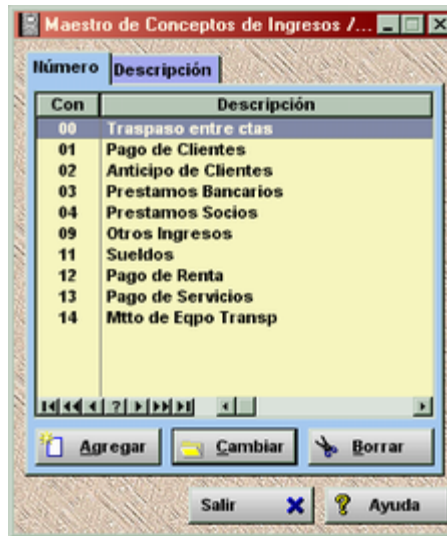 Maestro de Conceptos de Ingresos /...
Número Descripción
Con Descripción
00 Traspaso entre ctas
01 Pago de Clientes
02 Anticipo de Clientes
03 Prestamos Bancarios
04 Prestamos Socios
09 Otros Ingresos
11 Sueldos
12 Pago de Renta
13 Pago de Servicios
14 Mtto de Eqpo Transp
?
Agregar Cambiar Borrar
Salir Ayuda